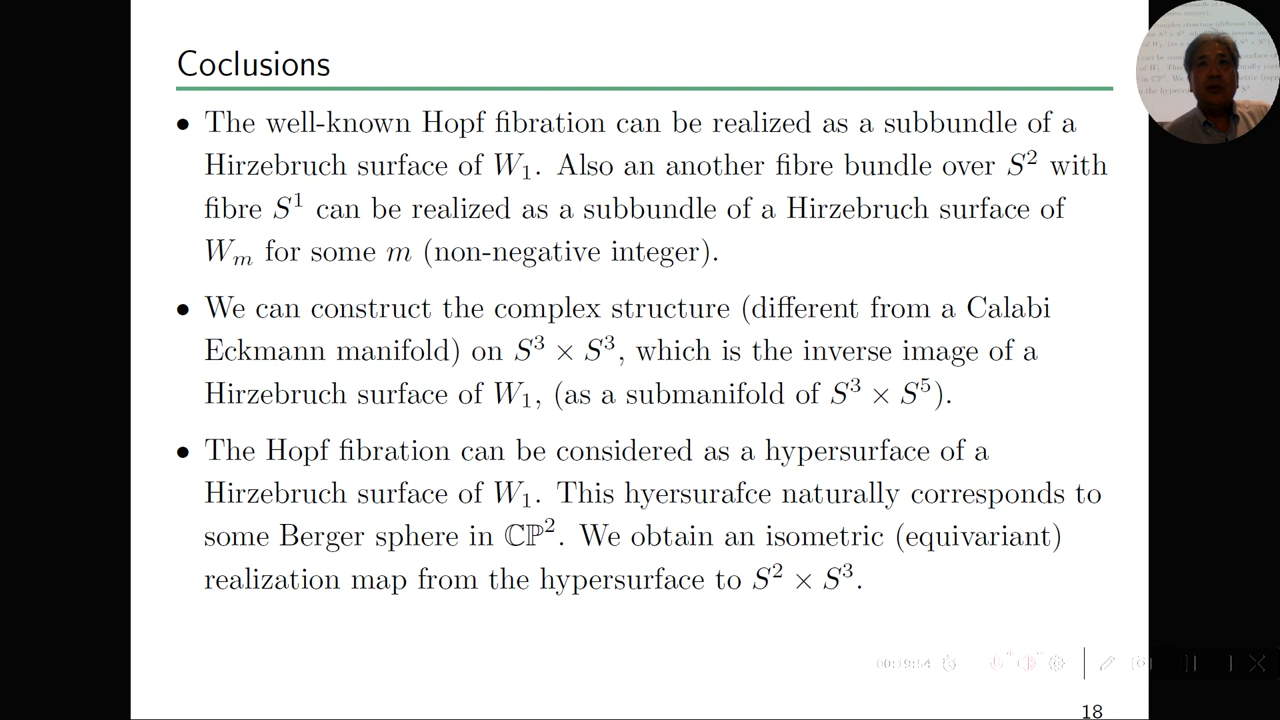 Coclusions
• The well-known Hopf fibration can be realized as a subbundle of a
Hirzebruch surface of W₁. Also an another fibre bundle over S² with
fibre S¹ can be realized as a subbundle of a Hirzebruch surface of
Wₘ for some m (non-negative integer).
• We can construct the complex structure (different from a Calabi
Eckmann manifold) on S³ × S³, which is the inverse image of a
Hirzebruch surface of W₁, (as a submanifold of S³ × S⁵).
• The Hopf fibration can be considered as a hypersurface of a
Hirzebruch surface of W₁. This hyersurafce naturally corresponds to
some Berger sphere in ℂℙ². We obtain an isometric (equivariant)
realization map from the hypersurface to S² × S³.
00:19:54
18